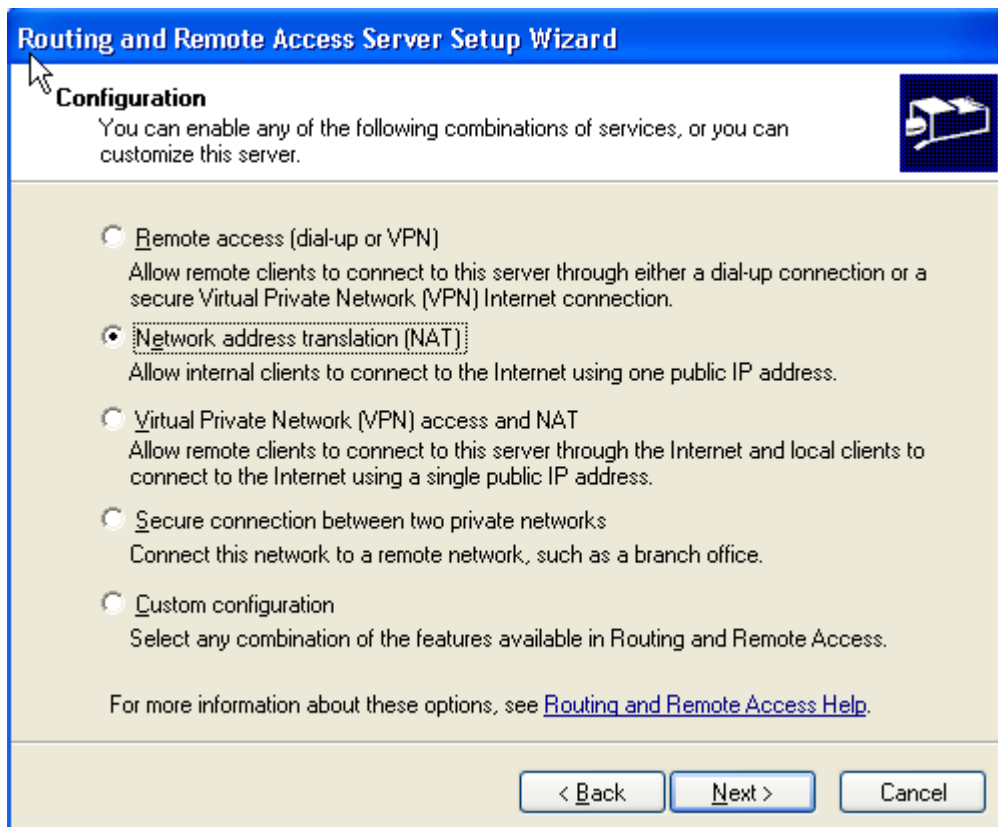 Routing and Remote Access Server Setup Wizard
Configuration
You can enable any of the following combinations of services, or you can
customize this server.
Remote access (dial-up or VPN)
Allow remote clients to connect to this server through either a dial-up connection or a
secure Virtual Private Network (VPN) Internet connection.
Network address translation (NAT)
Allow internal clients to connect to the Internet using one public IP address.
Virtual Private Network (VPN) access and NAT
Allow remote clients to connect to this server through the Internet and local clients to
connect to the Internet using a single public IP address.
Secure connection between two private networks
Connect this network to a remote network, such as a branch office.
Custom configuration
Select any combination of the features available in Routing and Remote Access.
For more information about these options, see Routing and Remote Access Help.
< Back Next > Cancel